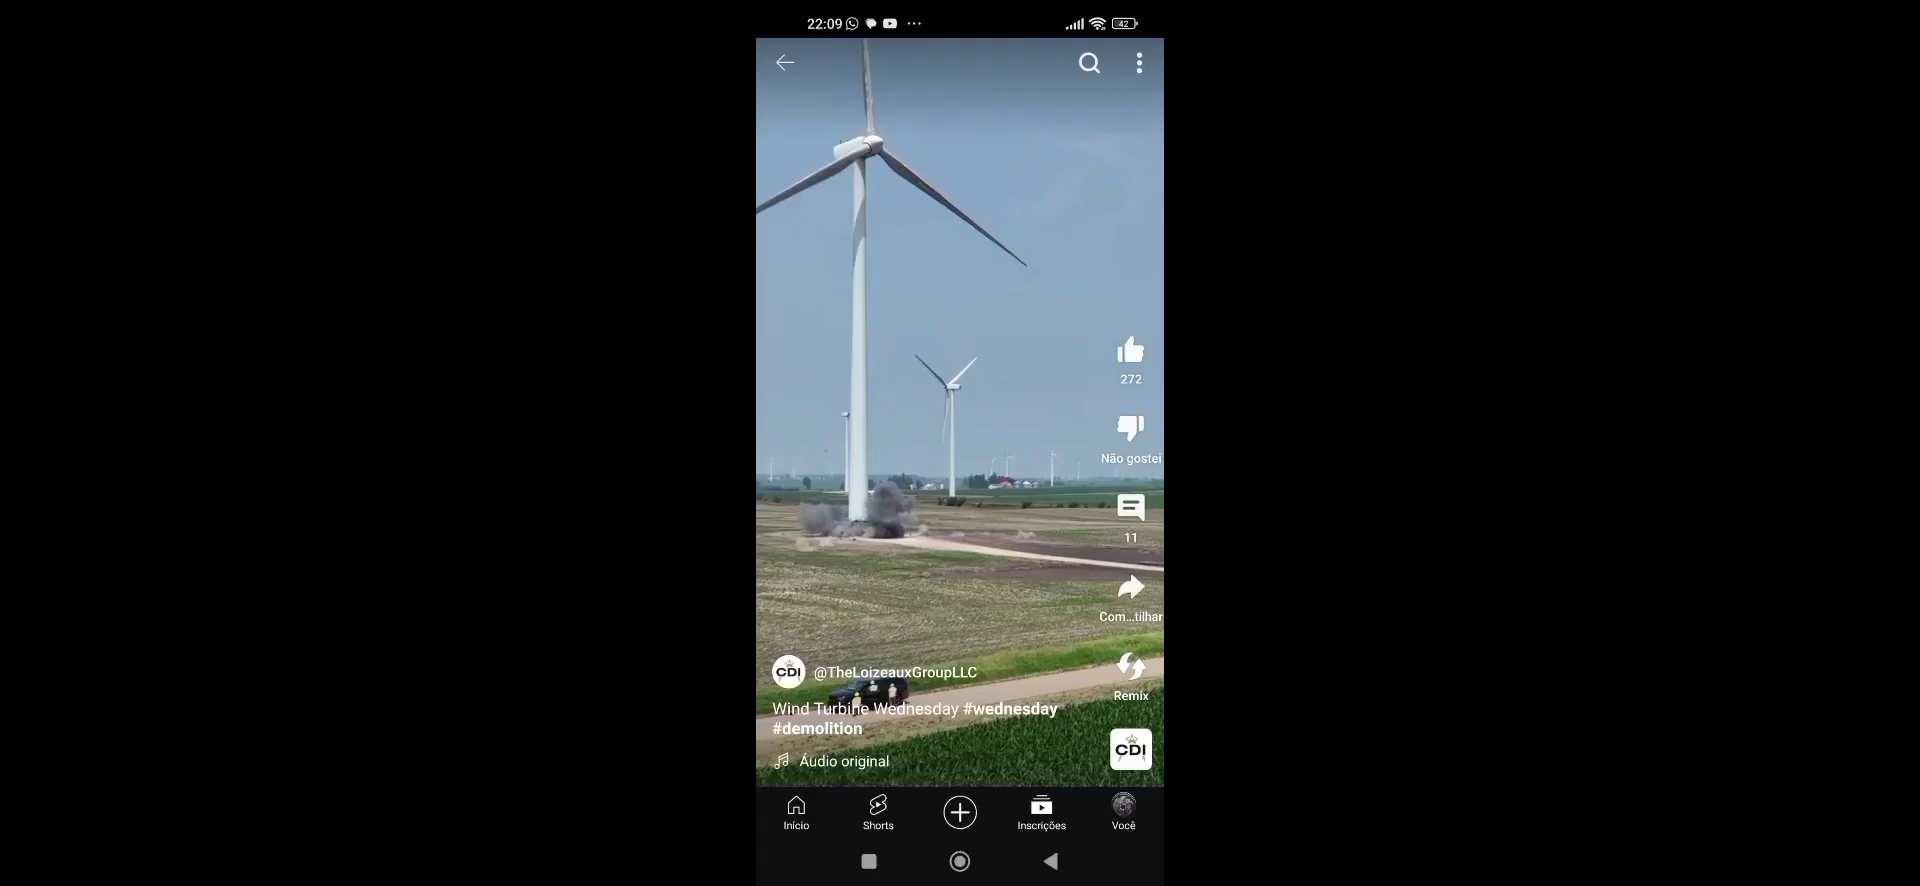 22:09
42
272
Não gostei
11
Com...tilhar
CDI @TheLoizeauxGroupLLC
Remix
Wind Turbine Wednesday #wednesday
#demolition
CDI
Áudio original
Início
Shorts
Inscrições
Você